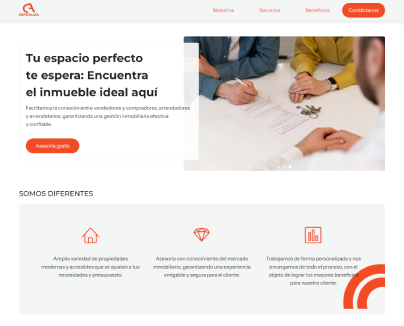 Nosotros Servicios Beneficios Contáctanos
Tu espacio perfecto
te espera: Encuentra
el inmueble ideal aquí
Facilitamos la conexión entre vendedores y compradores, arrendadores
y arrendatarios, garantizando una gestión inmobiliaria efectiva
y confiable.
Asesoría gratis
SOMOS DIFERENTES
Amplia variedad de propiedades
modernas y accesibles que se ajustan a tus
necesidades y presupuesto.
Asesoría con conocimiento del mercado
inmobiliario, garantizando una experiencia
amigable y segura para el cliente.
Trabajamos de forma personalizada y nos
encargamos de todo el proceso, con el
objeto de lograr los mayores beneficios
para nuestro cliente.